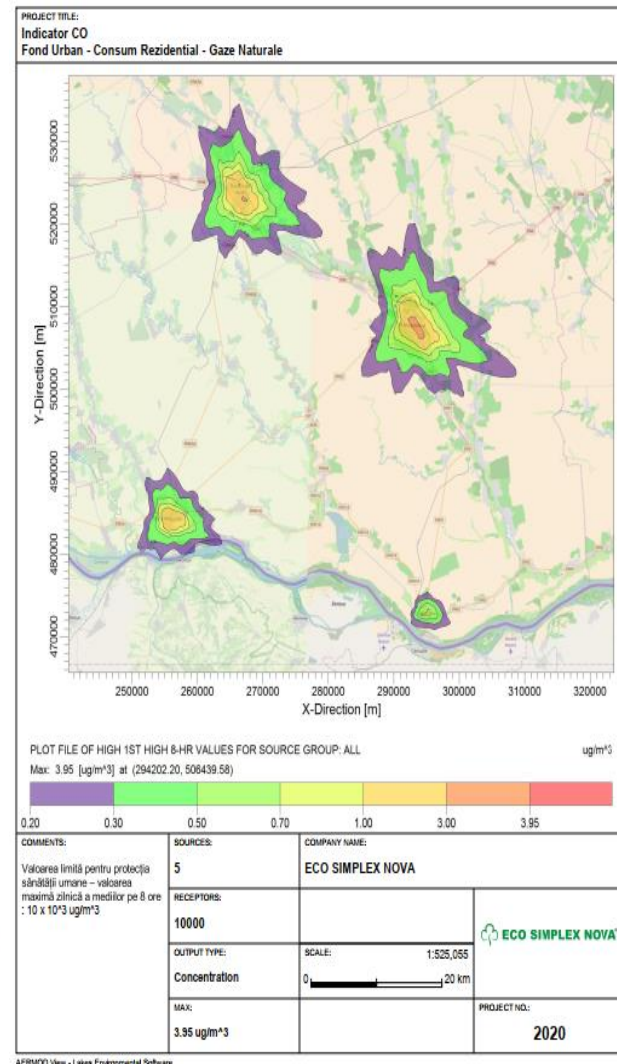 PROJECT TITLE:
Indicator CO
Fond Urban - Consum Rezidential - Gaze Naturale
Y-Direction [m]
530000
520000
510000
500000
490000
480000
470000
250000 260000 270000 280000 290000 300000 310000 320000
X-Direction [m]
PLOT FILE OF HIGH 1ST HIGH 8-HR VALUES FOR SOURCE GROUP: ALL
ug/m^3
Max: 3.95 [ug/m^3] at (294202.20, 506439.58)
0.20 0.30 0.50 0.70 1.00 3.00 3.95
COMMENTS:
Valoarea limită pentru protecția
sănătății umane – valoarea
maximă zilnică a mediilor pe 8 ore
: 10 x 10^3 ug/m^3
SOURCES:
5
COMPANY NAME:
ECO SIMPLEX NOVA
RECEPTORS:
10000
OUTPUT TYPE:
Concentration
SCALE: 1:525,055
0 20 km
ECO SIMPLEX NOVA
MAX:
3.95 ug/m^3
PROJECT NO.:
2020
AERMOD View - Lakes Environmental Software